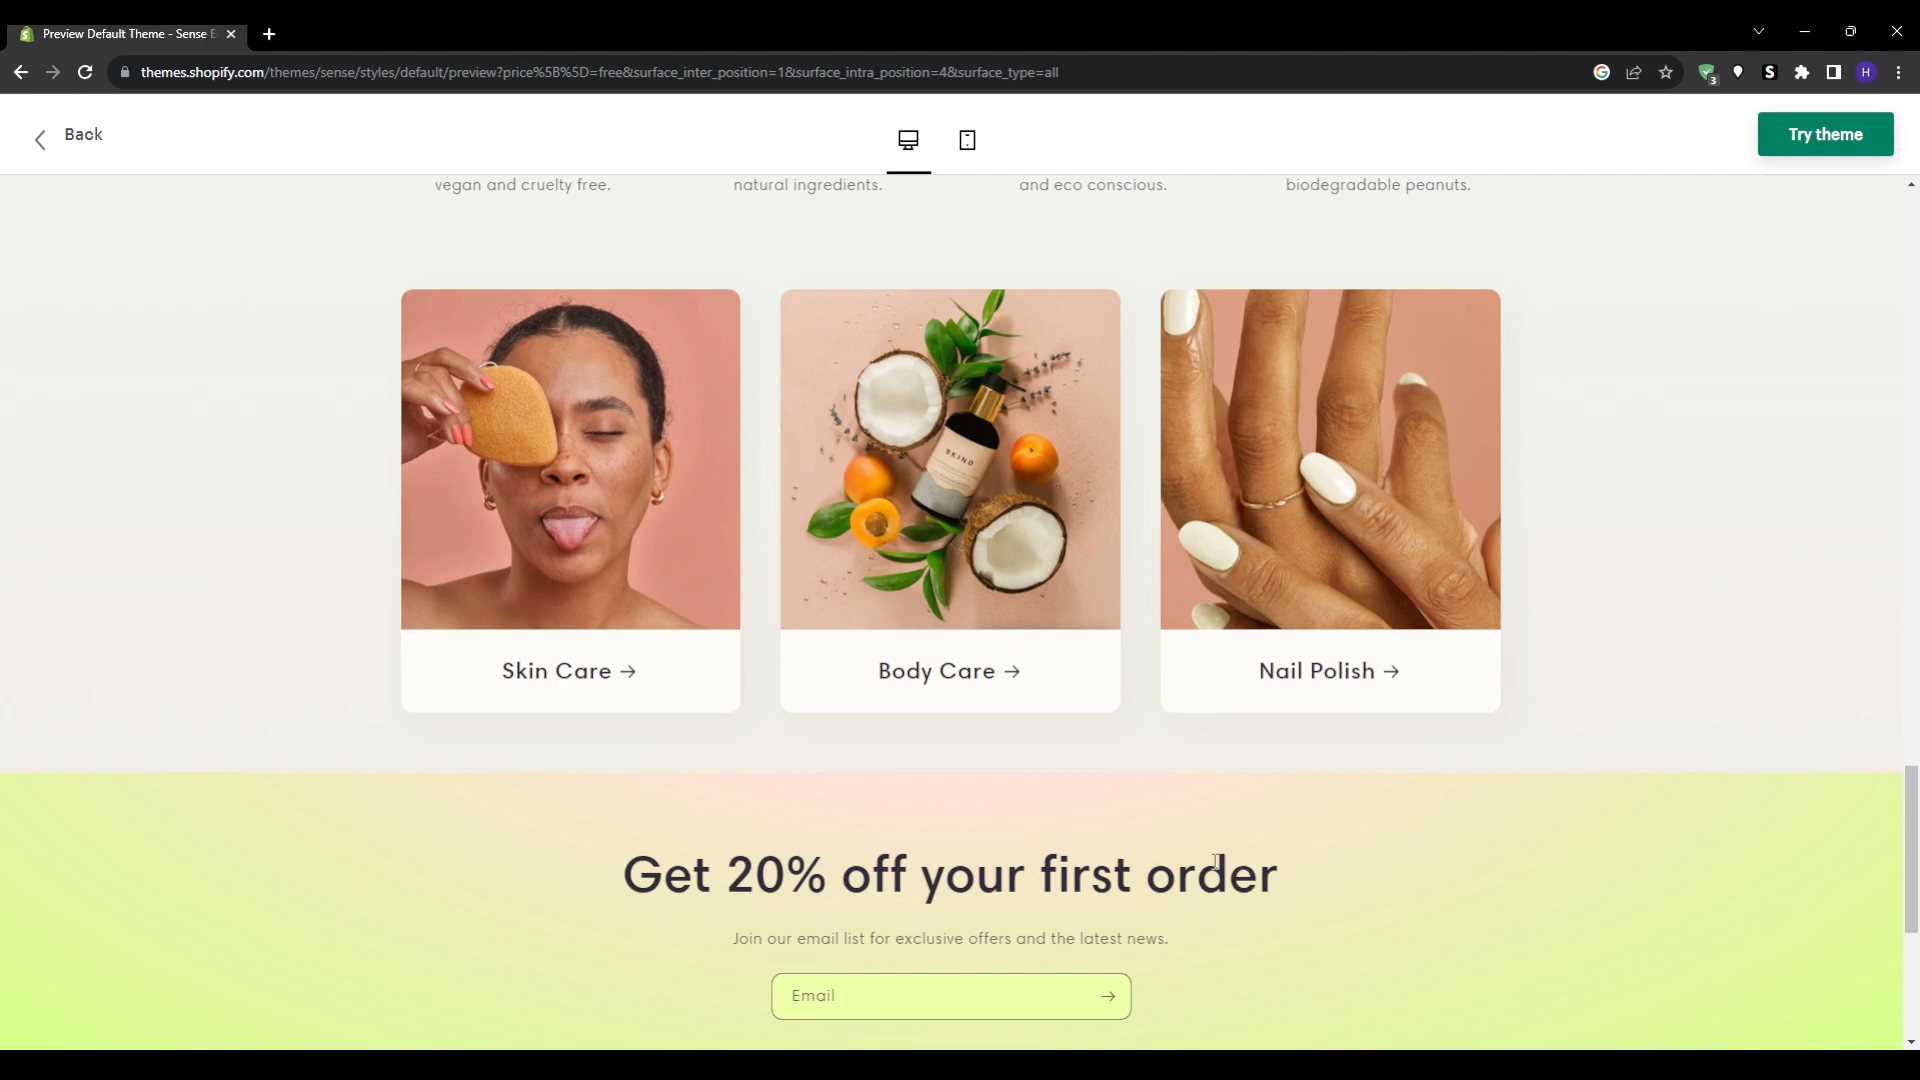 Preview Default Theme - Sense E
themes.shopify.com/themes/sense/styles/default/preview?price%5B%5D=free&surface_inter_position=1&surface_intra_position=4&surface_type=all
3
S
H
Back
Try theme
vegan and cruelty free.
natural ingredients.
and eco conscious.
biodegradable peanuts.
SKIND
Skin Care →
Body Care →
Nail Polish →
Get 20% off your first order
Join our email list for exclusive offers and the latest news.
Email →